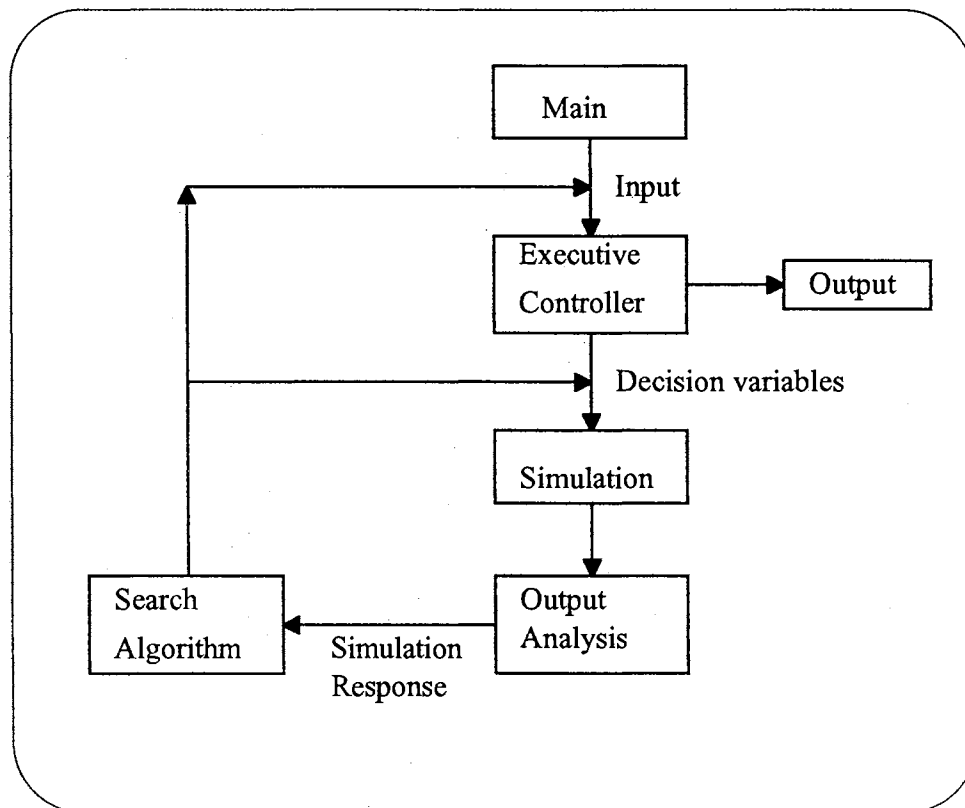 Main
Input
Executive
Controller
Output
Decision variables
Simulation
Search
Algorithm
Simulation
Response
Output
Analysis